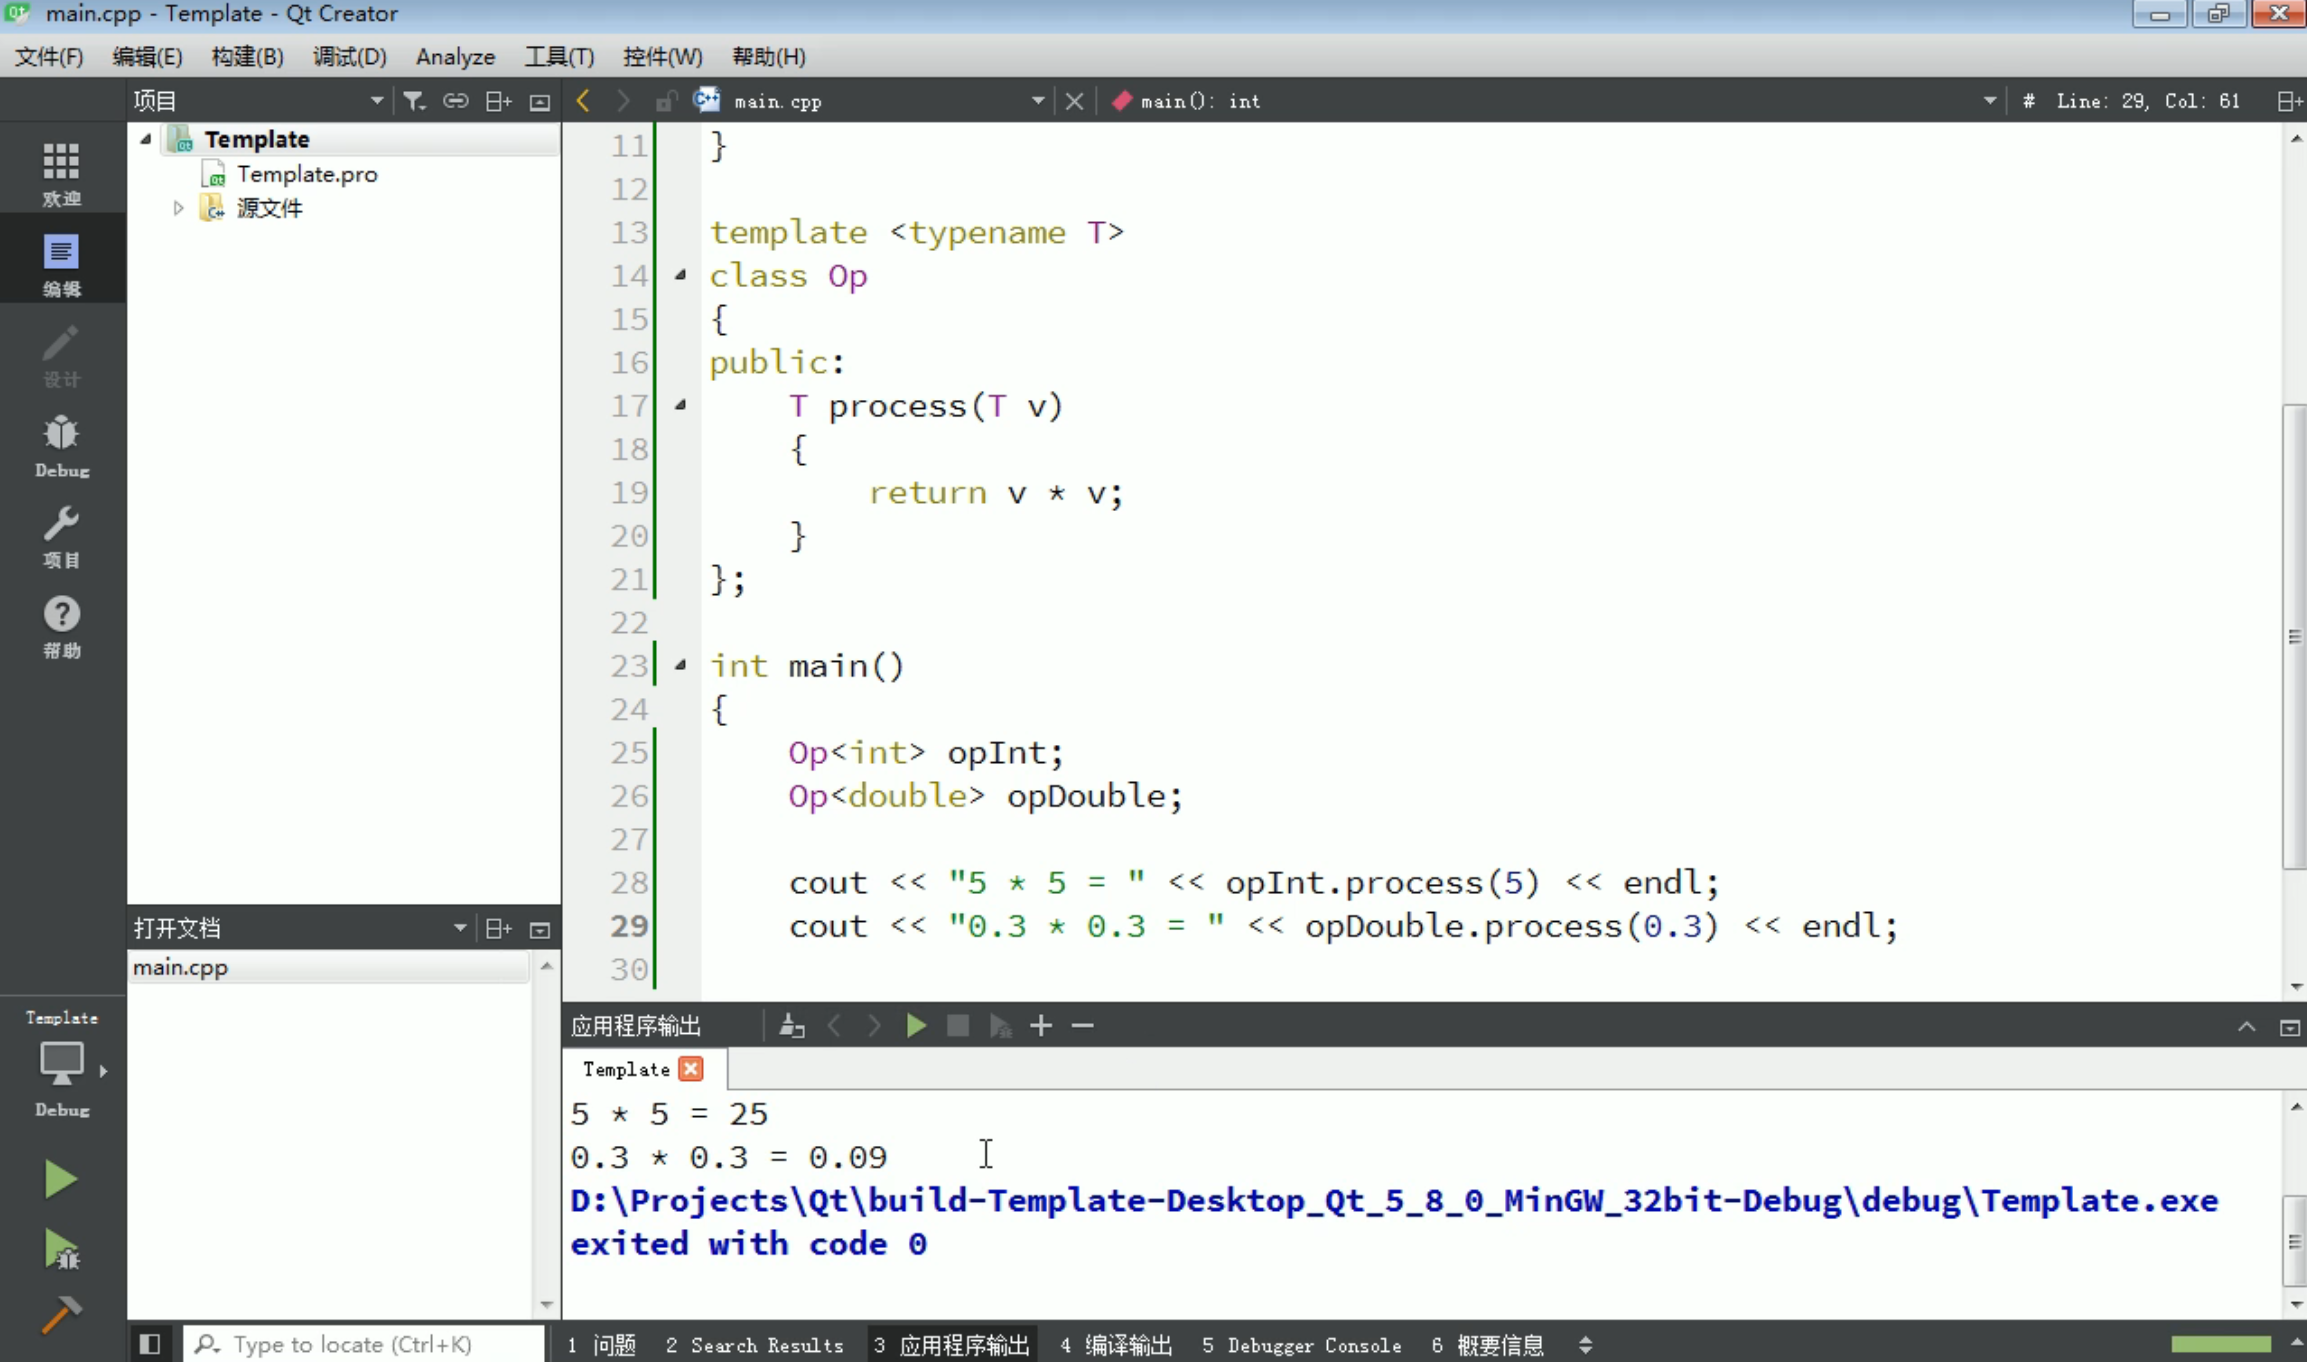 main.cpp - Template - Qt Creator
文件(F) 编辑(E) 构建(B) 调试(D) Analyze 工具(T) 控件(W) 帮助(H)
项目
main.cpp
main(): int
# Line: 29, Col: 61
欢迎
编辑
设计
Debug
项目
帮助
Template
Template.pro
源文件
11 }
12
13 template <typename T>
14 class Op
15 {
16 public:
17     T process(T v)
18     {
19         return v * v;
20     }
21 };
22
23 int main()
24 {
25     Op<int> opInt;
26     Op<double> opDouble;
27
28     cout << "5 * 5 = " << opInt.process(5) << endl;
29     cout << "0.3 * 0.3 = " << opDouble.process(0.3) << endl;
30
打开文档
main.cpp
Template
Debug
应用程序输出
Template
5 * 5 = 25
0.3 * 0.3 = 0.09
D:\Projects\Qt\build-Template-Desktop_Qt_5_8_0_MinGW_32bit-Debug\debug\Template.exe
exited with code 0
Type to locate (Ctrl+K)
1 问题 2 Search Results 3 应用程序输出 4 编译输出 5 Debugger Console 6 概要信息